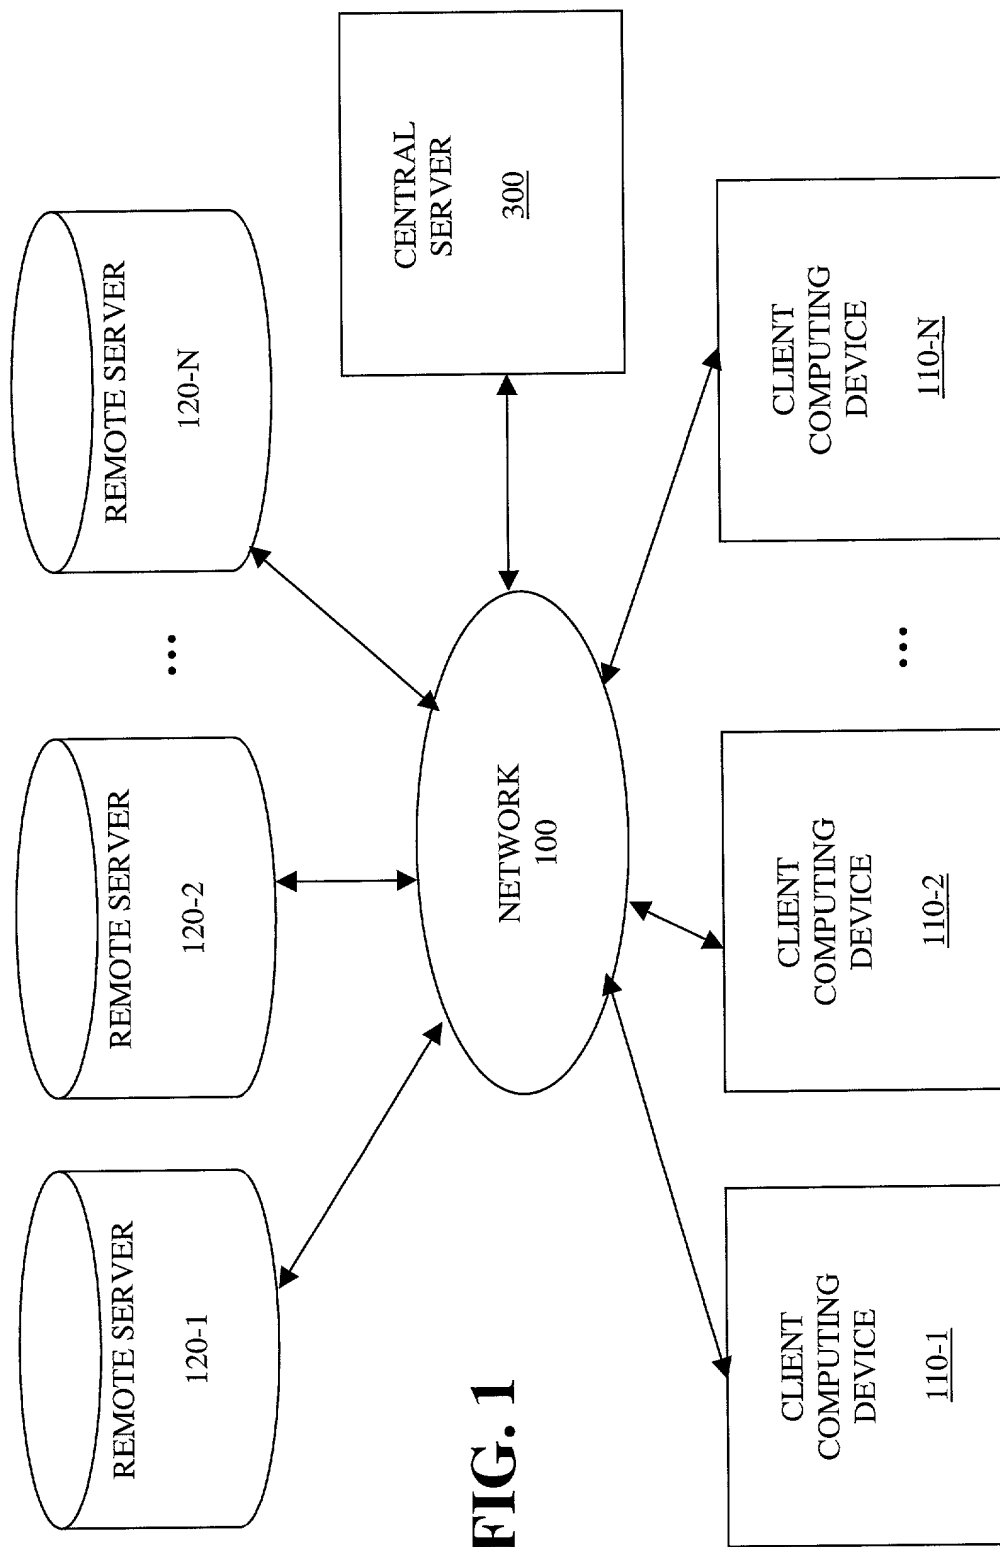 REMOTE SERVER
120-1
REMOTE SERVER
120-2
...
REMOTE SERVER
120-N
NETWORK
100
CENTRAL
SERVER
300
FIG. 1
CLIENT
COMPUTING
DEVICE
110-1
CLIENT
COMPUTING
DEVICE
110-2
...
CLIENT
COMPUTING
DEVICE
110-N